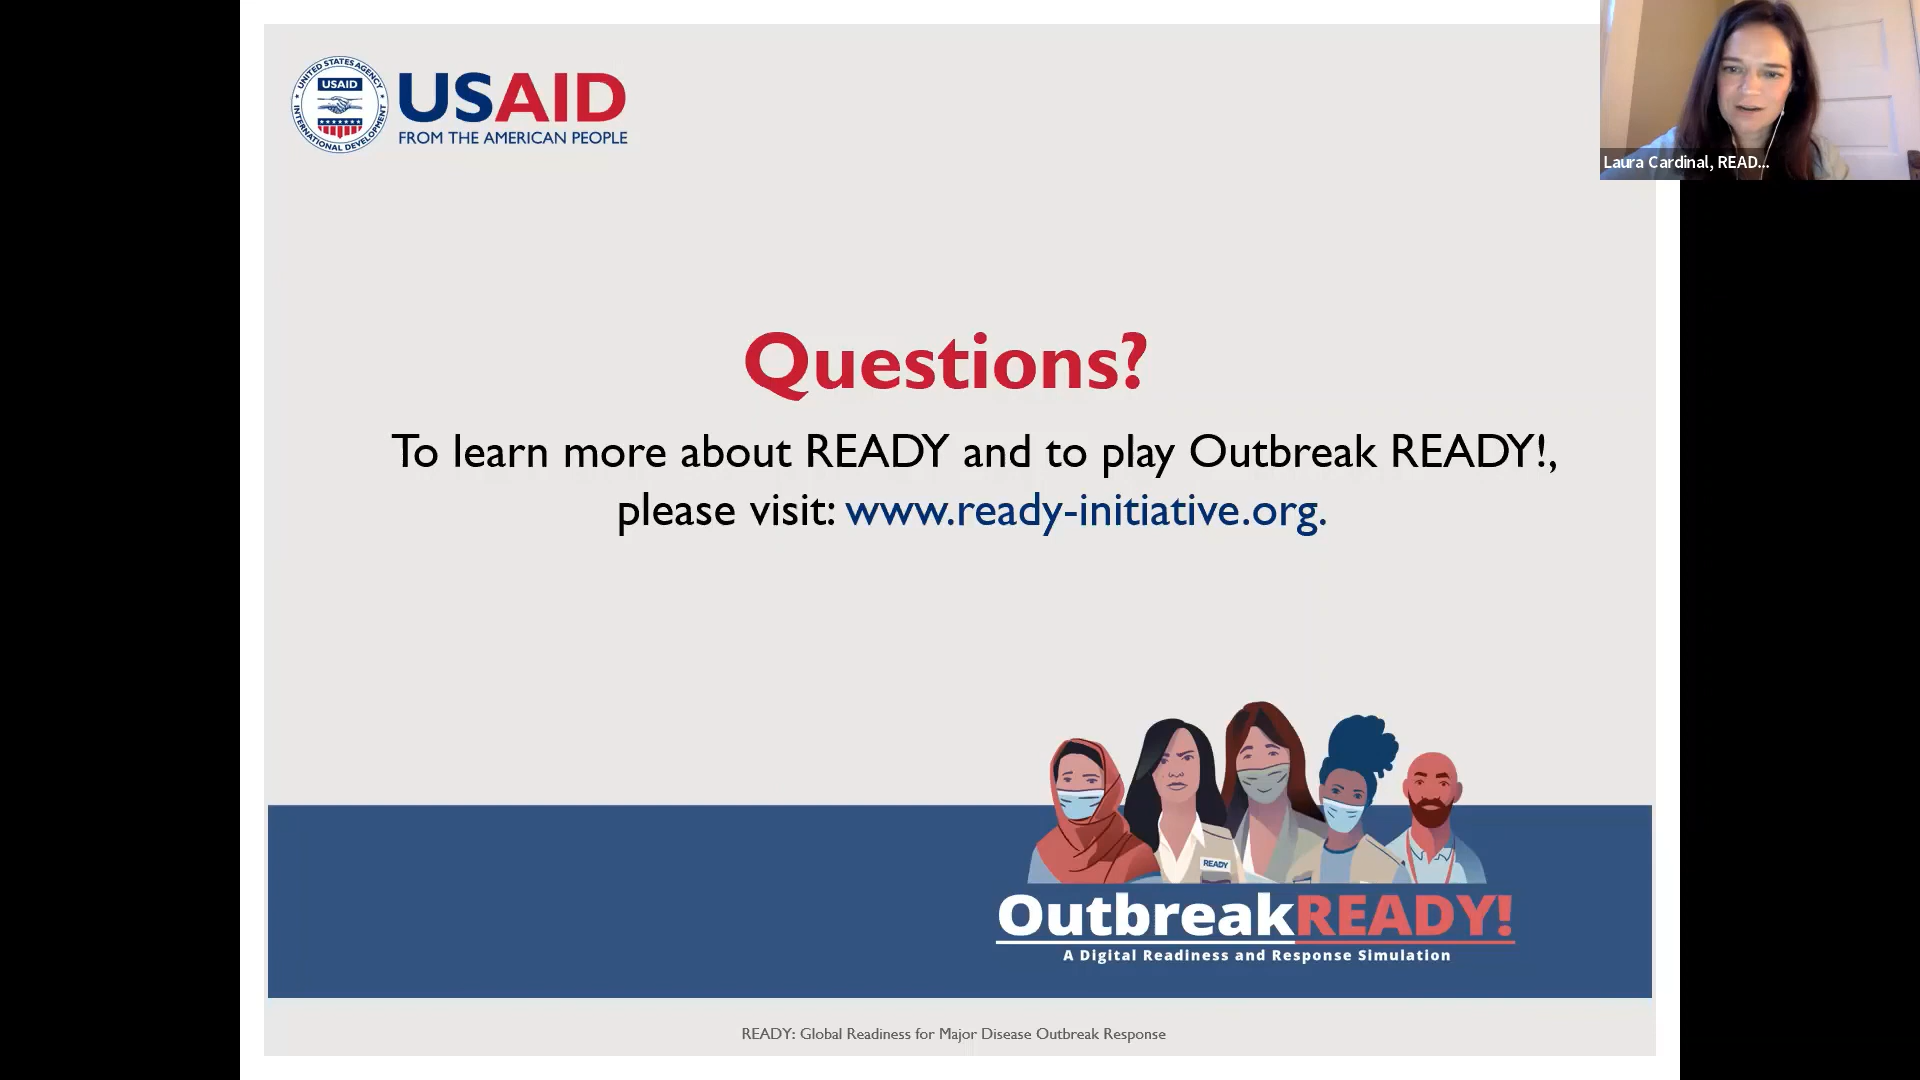 UNITED STATES AGENCY
USAID
INTERNATIONAL DEVELOPMENT
USAID
FROM THE AMERICAN PEOPLE
Laura Cardinal, READ...
Questions?
To learn more about READY and to play Outbreak READY!,
please visit: www.ready-initiative.org.
READY
OutbreakREADY!
A Digital Readiness and Response Simulation
READY: Global Readiness for Major Disease Outbreak Response